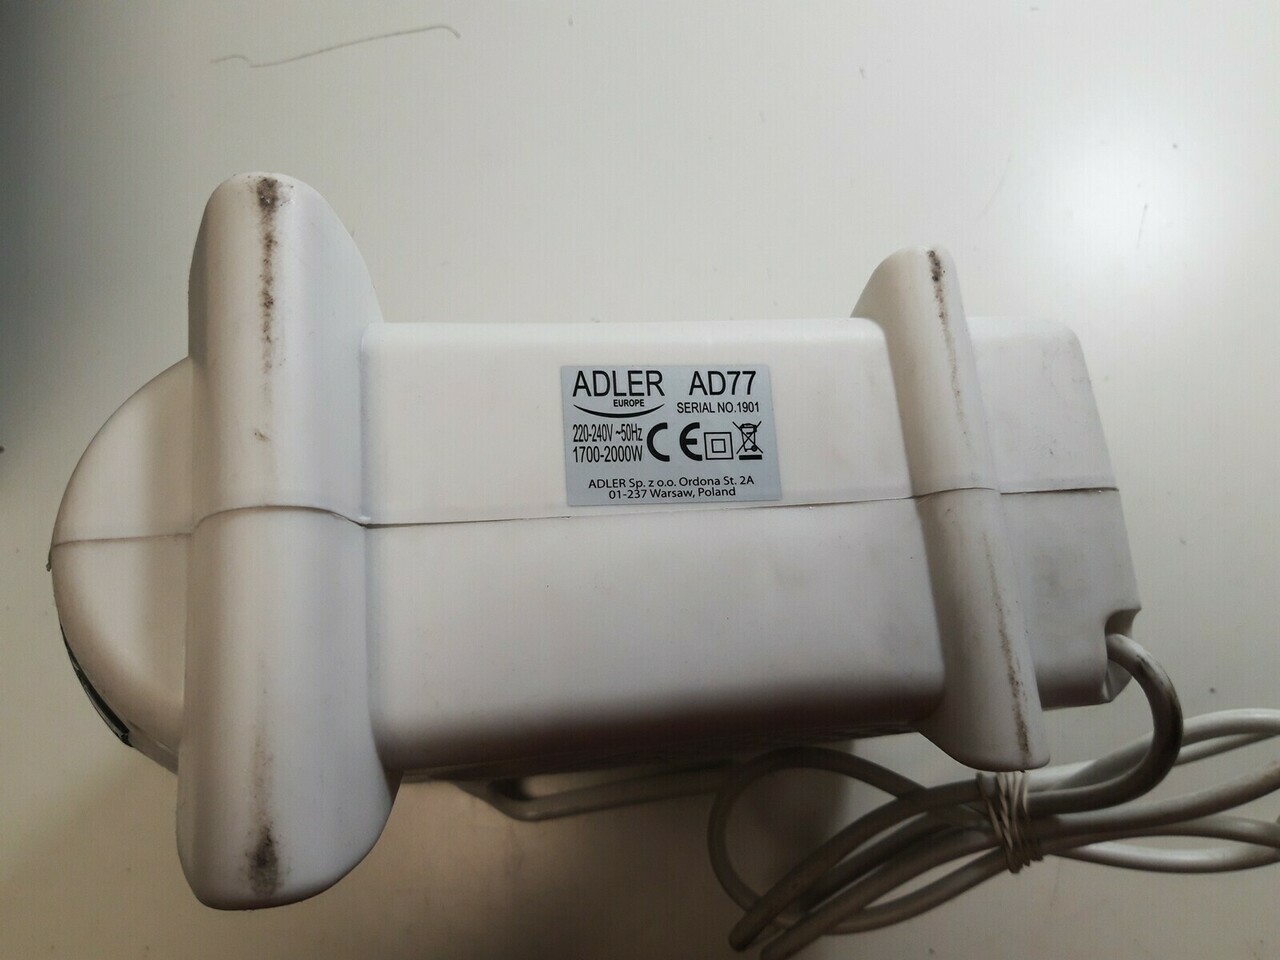 ADLER AD77
EUROPE
SERIAL NO.1901
220-240V ~50Hz
1700-2000W CE
ADLER Sp. z o.o. Ordona St. 2A
01-237 Warsaw, Poland